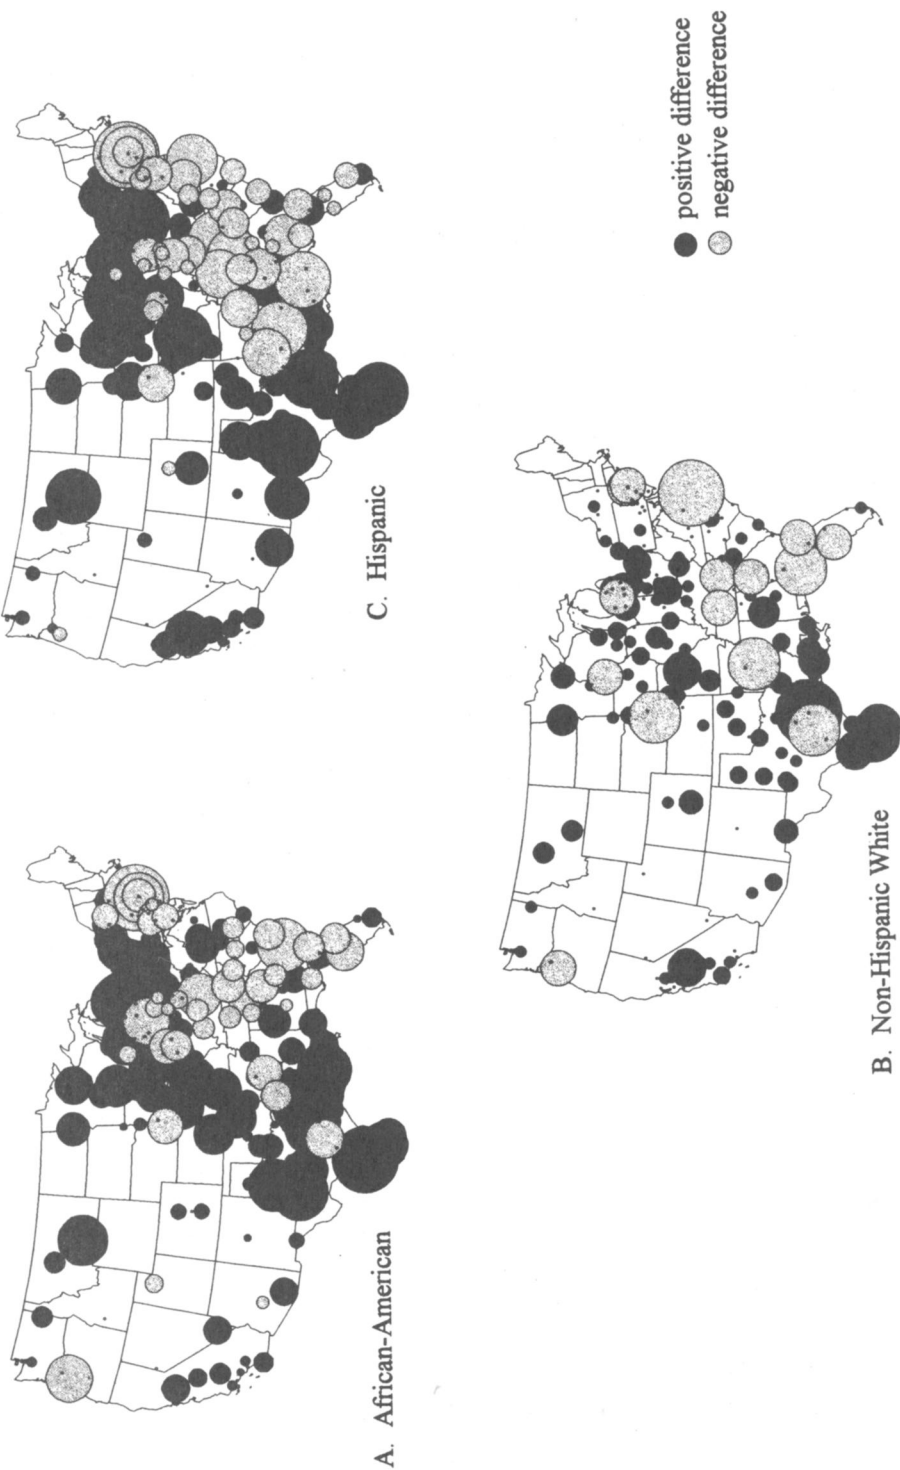 A. African-American
C. Hispanic
B. Non-Hispanic White
positive difference
negative difference